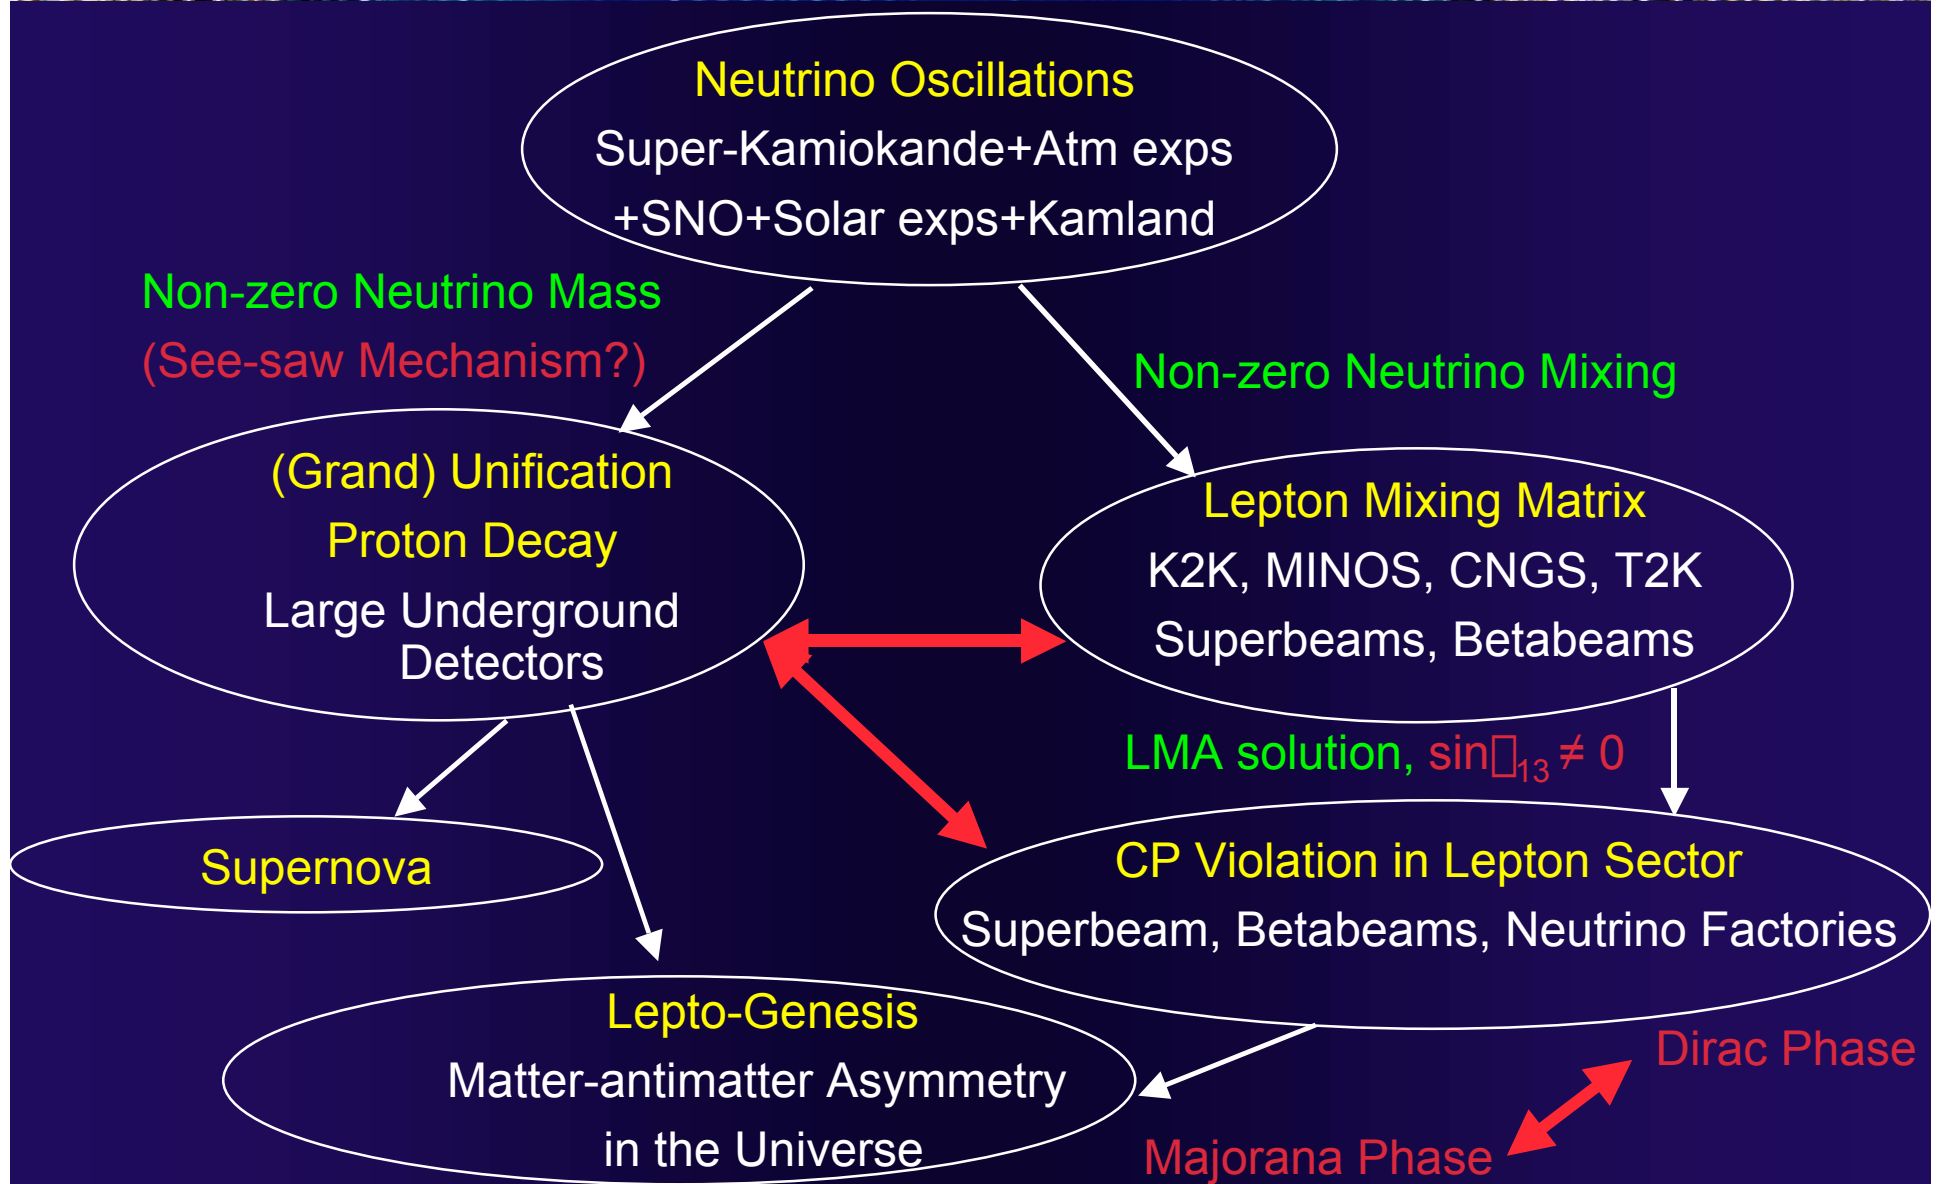 Neutrino Oscillations
Super-Kamiokande+Atm exps
+SNO+Solar exps+Kamland
Non-zero Neutrino Mass
(See-saw Mechanism?)
Non-zero Neutrino Mixing
(Grand) Unification
Proton Decay
Large Underground
Detectors
Lepton Mixing Matrix
K2K, MINOS, CNGS, T2K
Superbeams, Betabeams
LMA solution, sin▯₁₃ ≠ 0
Supernova
CP Violation in Lepton Sector
Superbeam, Betabeams, Neutrino Factories
Lepto-Genesis
Matter-antimatter Asymmetry
in the Universe
Dirac Phase
Majorana Phase